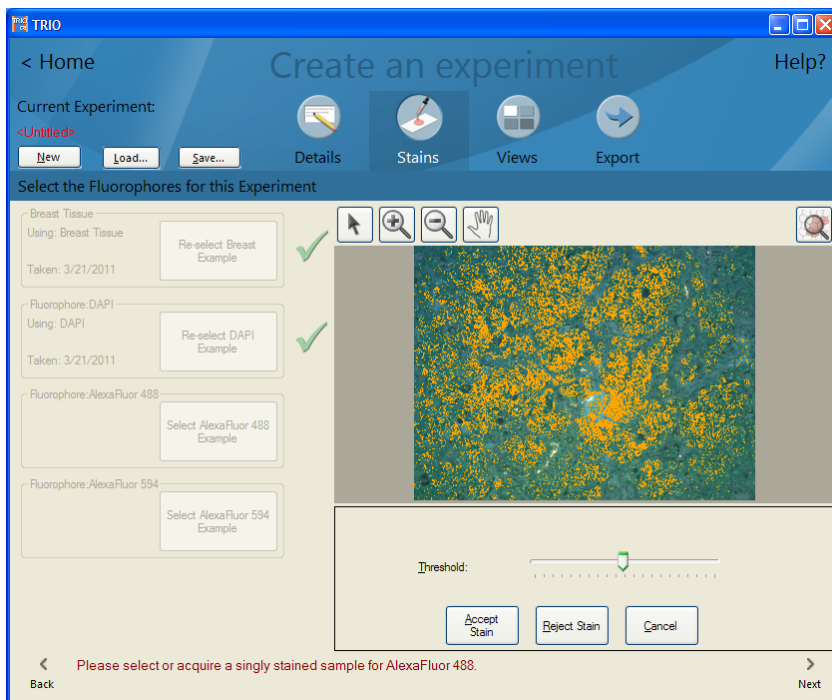 TRIO
< Home
Create an experiment
Help?
Current Experiment:
<Untitled>
New
Load...
Save...
Details
Stains
Views
Export
Select the Fluorophores for this Experiment
Breast Tissue
Using: Breast Tissue
Taken: 3/21/2011
Re-select Breast
Example
Fluorophore:DAPI
Using: DAPI
Taken: 3/21/2011
Re-select DAPI
Example
Fluorophore:AlexaFluor 488
Select AlexaFluor 488
Example
Fluorophore:AlexaFluor 594
Select AlexaFluor 594
Example
Threshold:
Accept
Stain
Reject Stain
Cancel
Please select or acquire a singly stained sample for AlexaFluor 488.
Back
Next